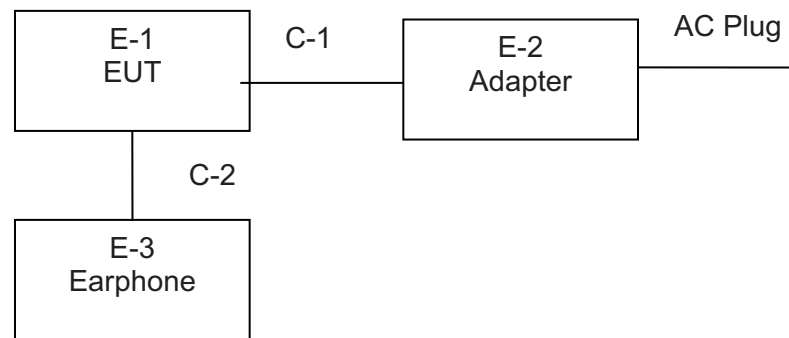 E-1
EUT
C-1
E-2
Adapter
AC Plug
C-2
E-3
Earphone